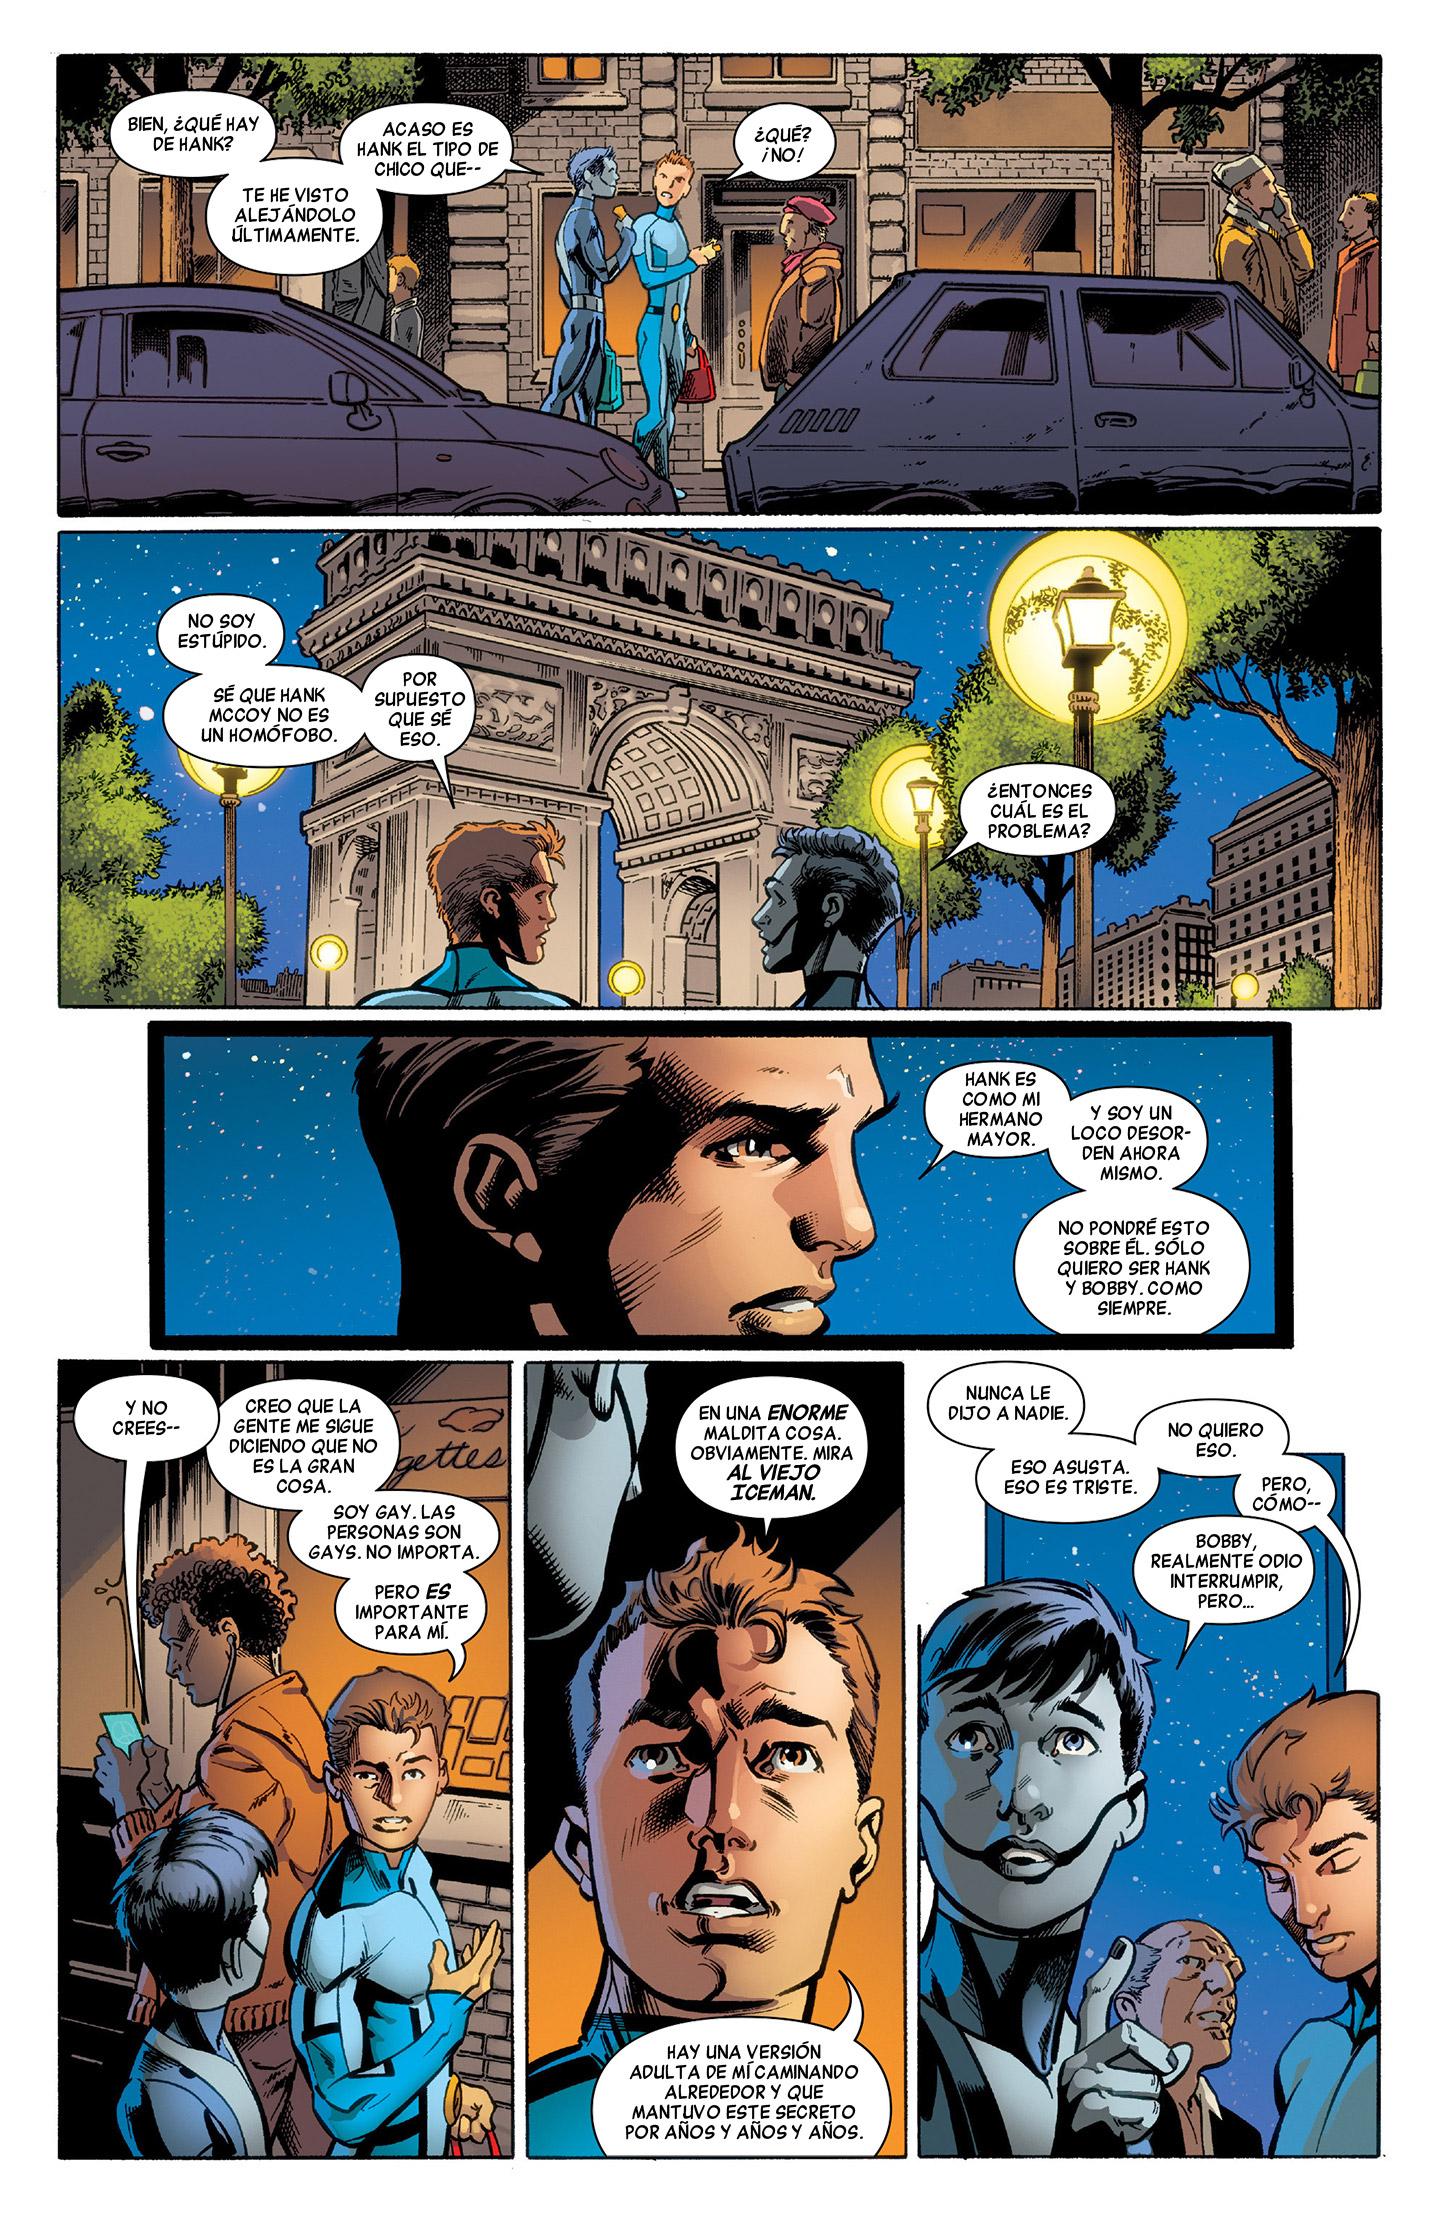 BIEN, ¿QUÉ HAY
DE HANK?
TE HE VISTO
ALEJÁNDOLO
ÚLTIMAMENTE.
ACASO ES
HANK EL TIPO DE
CHICO QUE--
¿QUÉ?
¡NO!
NO SOY
ESTÚPIDO.
SÉ QUE HANK
MCCOY NO ES
UN HOMÓFOBO.
POR
SUPUESTO
QUE SÉ
ESO.
¿ENTONCES
CUÁL ES EL
PROBLEMA?
HANK ES
COMO MI
HERMANO
MAYOR.
Y SOY UN
LOCO DESOR-
DEN AHORA
MISMO.
NO PONDRÉ ESTO
SOBRE ÉL. SÓLO
QUIERO SER HANK
Y BOBBY. COMO
SIEMPRE.
Y NO
CREES--
CREO QUE LA
GENTE ME SIGUE
DICIENDO QUE NO
ES LA GRAN
COSA.
SOY GAY. LAS
PERSONAS SON
GAYS. NO IMPORTA.
PERO ES
IMPORTANTE
PARA MÍ.
gettes
EN UNA ENORME
MALDITA COSA.
OBVIAMENTE. MIRA
AL VIEJO
ICEMAN.
HAY UNA VERSIÓN
ADULTA DE MÍ CAMINANDO
ALREDEDOR Y QUE
MANTUVO ESTE SECRETO
POR AÑOS Y AÑOS Y AÑOS.
NUNCA LE
DIJO A NADIE.
ESO ASUSTA.
ESO ES TRISTE.
NO QUIERO
ESO.
PERO,
CÓMO--
BOBBY,
REALMENTE ODIO
INTERRUMPIR,
PERO...